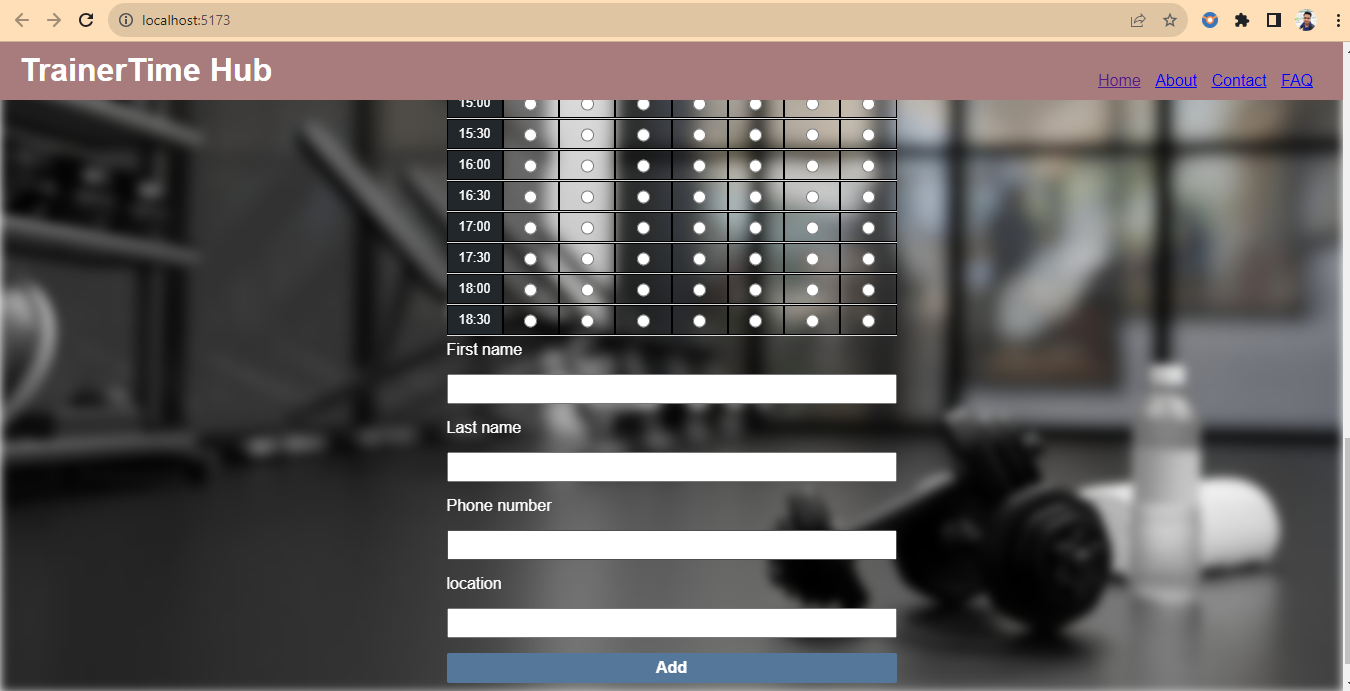 localhost:5173
TrainerTime Hub
Home About Contact FAQ
15:00
15:30
16:00
16:30
17:00
17:30
18:00
18:30
First name
Last name
Phone number
location
Add